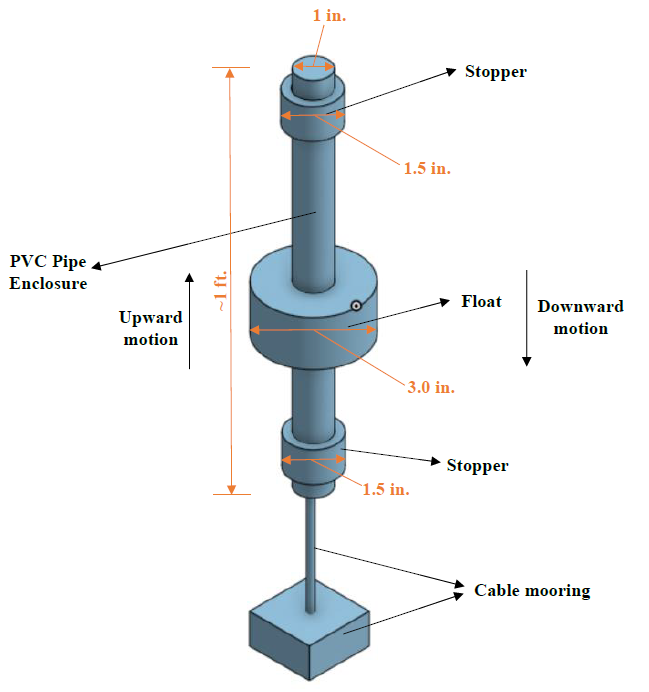 1 in.
Stopper
1.5 in.
PVC Pipe
Enclosure
~1 ft.
Upward
motion
Float
Downward
motion
3.0 in.
Stopper
1.5 in.
Cable mooring